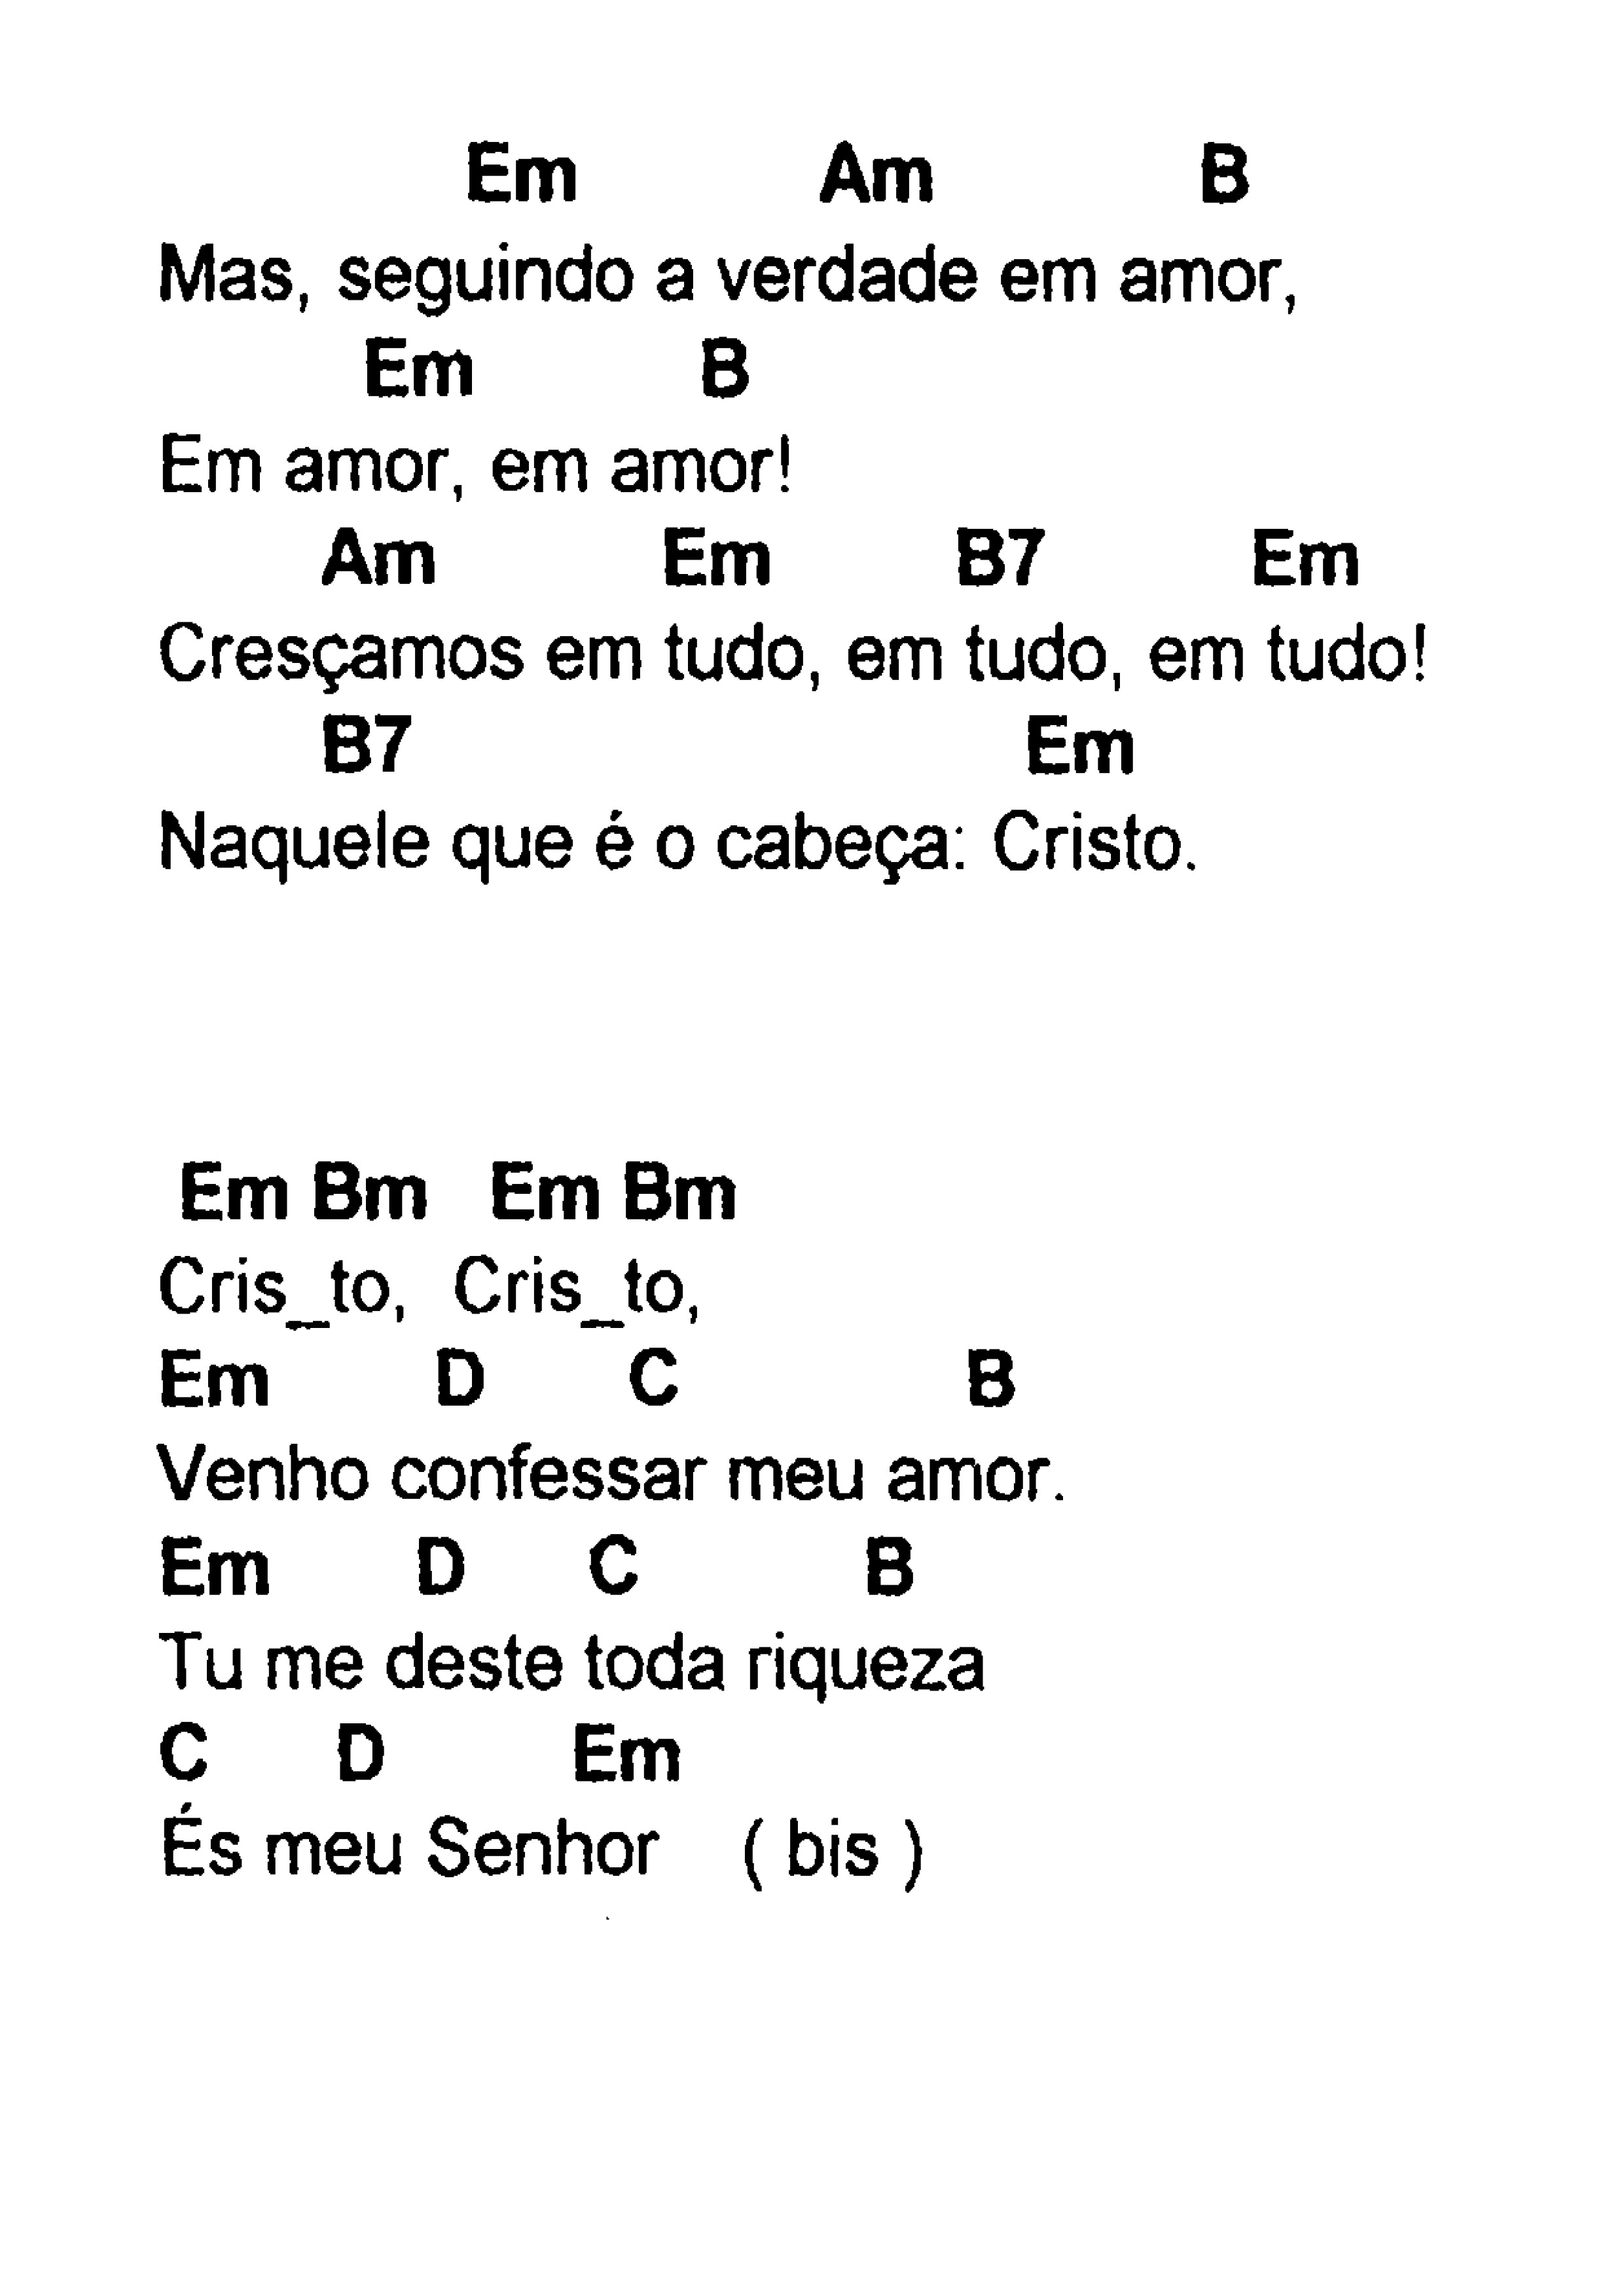 Em Am B
Mas, seguindo a verdade em amor,
Em B
Em amor, em amor!
Am Em B7 Em
Cresçamos em tudo, em tudo, em tudo!
B7 Em
Naquele que é o cabeça: Cristo.
Em Bm Em Bm
Cris_to, Cris_to,
Em D C B
Venho confessar meu amor.
Em D C B
Tu me deste toda riqueza
C D Em
És meu Senhor ( bis )